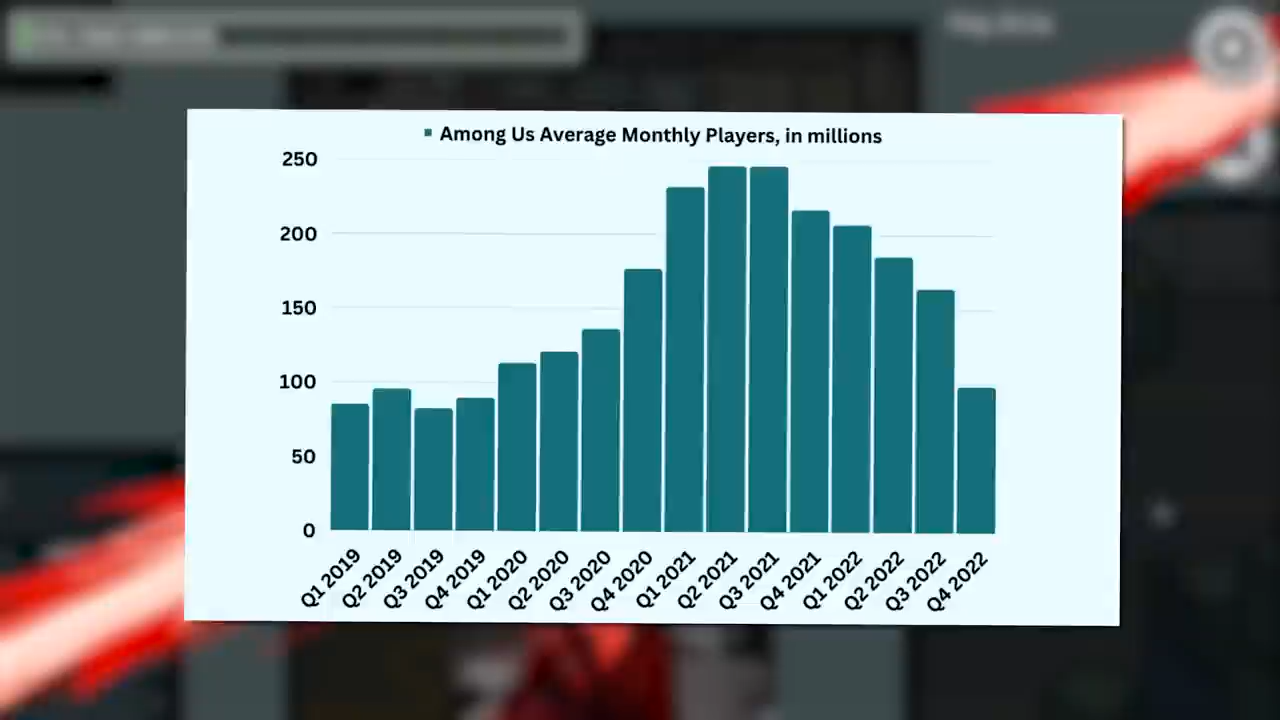 Among Us Average Monthly Players, in millions
250
200
150
100
50
0
Q1 2019
Q2 2019
Q3 2019
Q4 2019
Q1 2020
Q2 2020
Q3 2020
Q4 2020
Q1 2021
Q2 2021
Q3 2021
Q4 2021
Q1 2022
Q2 2022
Q3 2022
Q4 2022